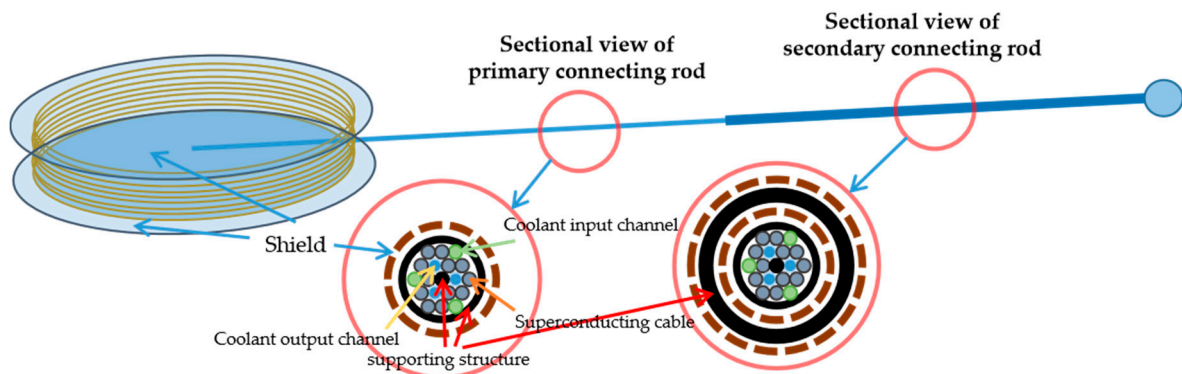 Sectional view of
primary connecting rod
Sectional view of
secondary connecting rod
Coolant input channel
Shield
Superconducting cable
Coolant output channel
supporting structure